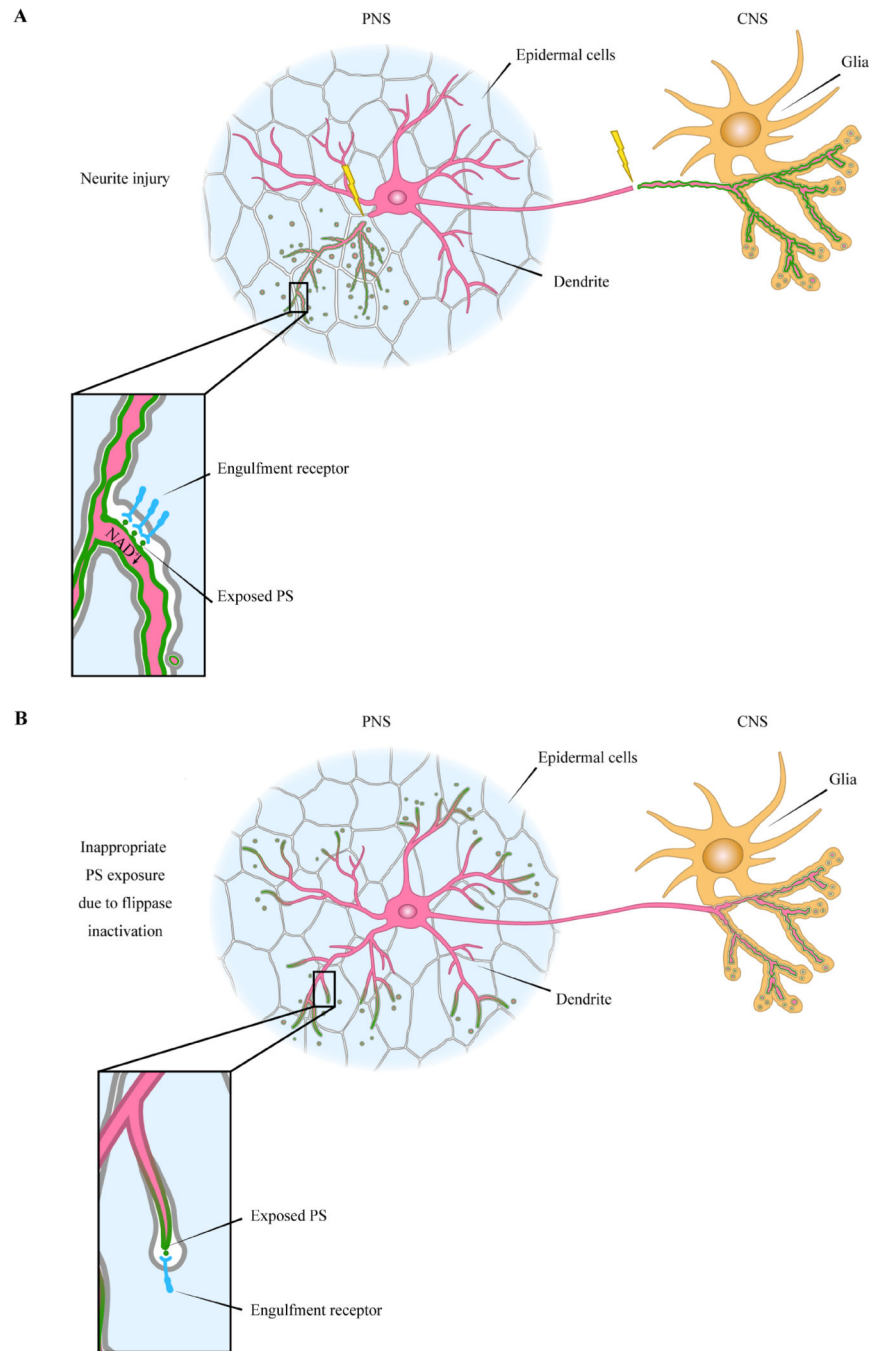 A
PNS
CNS
Epidermal cells
Glia
Neurite injury
Dendrite
Engulfment receptor
NAD⁺↓
Exposed PS
B
PNS
CNS
Epidermal cells
Glia
Inappropriate
PS exposure
due to flippase
inactivation
Dendrite
Exposed PS
Engulfment receptor